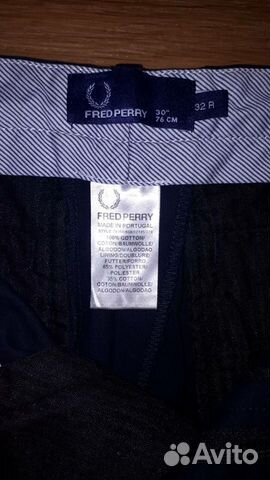 FRED PERRY
30"
76 CM
32 R
FRED PERRY
MADE IN PORTUGAL
100% COTTON/
COTON/BAUMWOLLE/
ALGODON/ALGODAO
LINING/DOUBLURE/
FUTTER/FORRO
65% POLYESTER/
POLIESTER
35% COTTON/
COTON/BAUMWOLLE/
ALGODON/ALGODAO
Avito